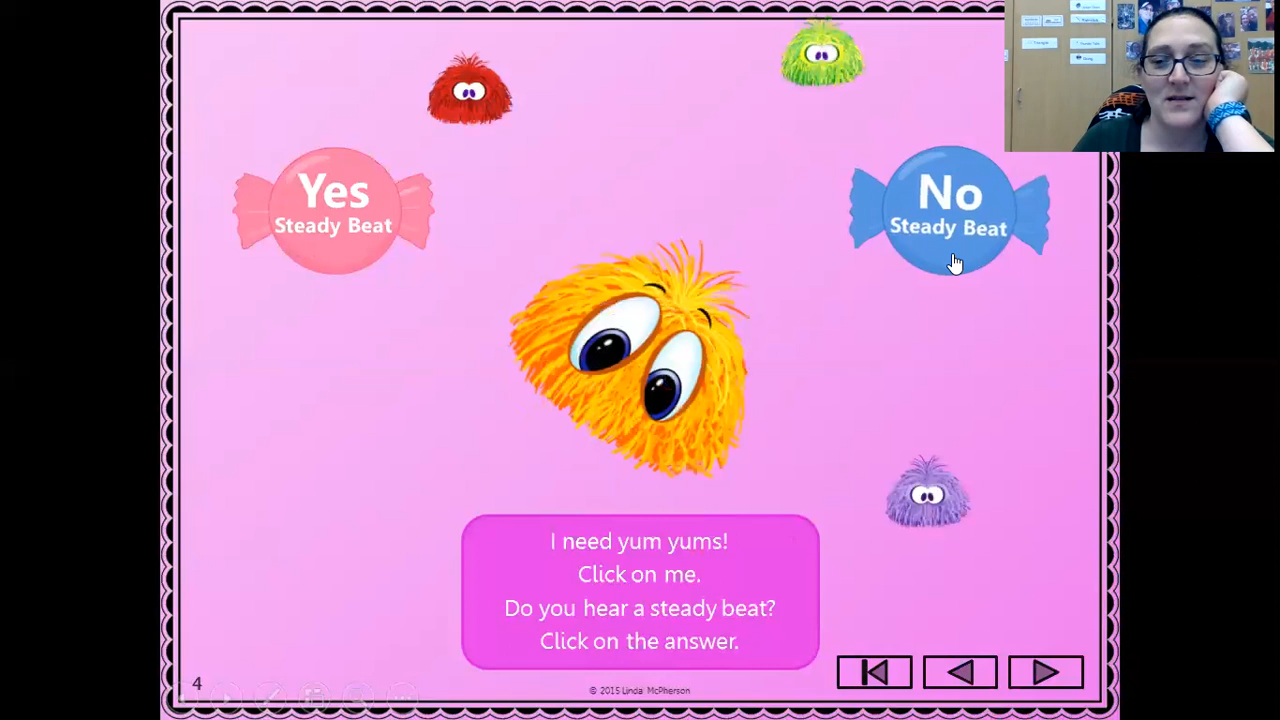 Yes
Steady Beat
No
Steady Beat
I need yum yums!
Click on me.
Do you hear a steady beat?
Click on the answer.
4
© 2015 Linda McPherson